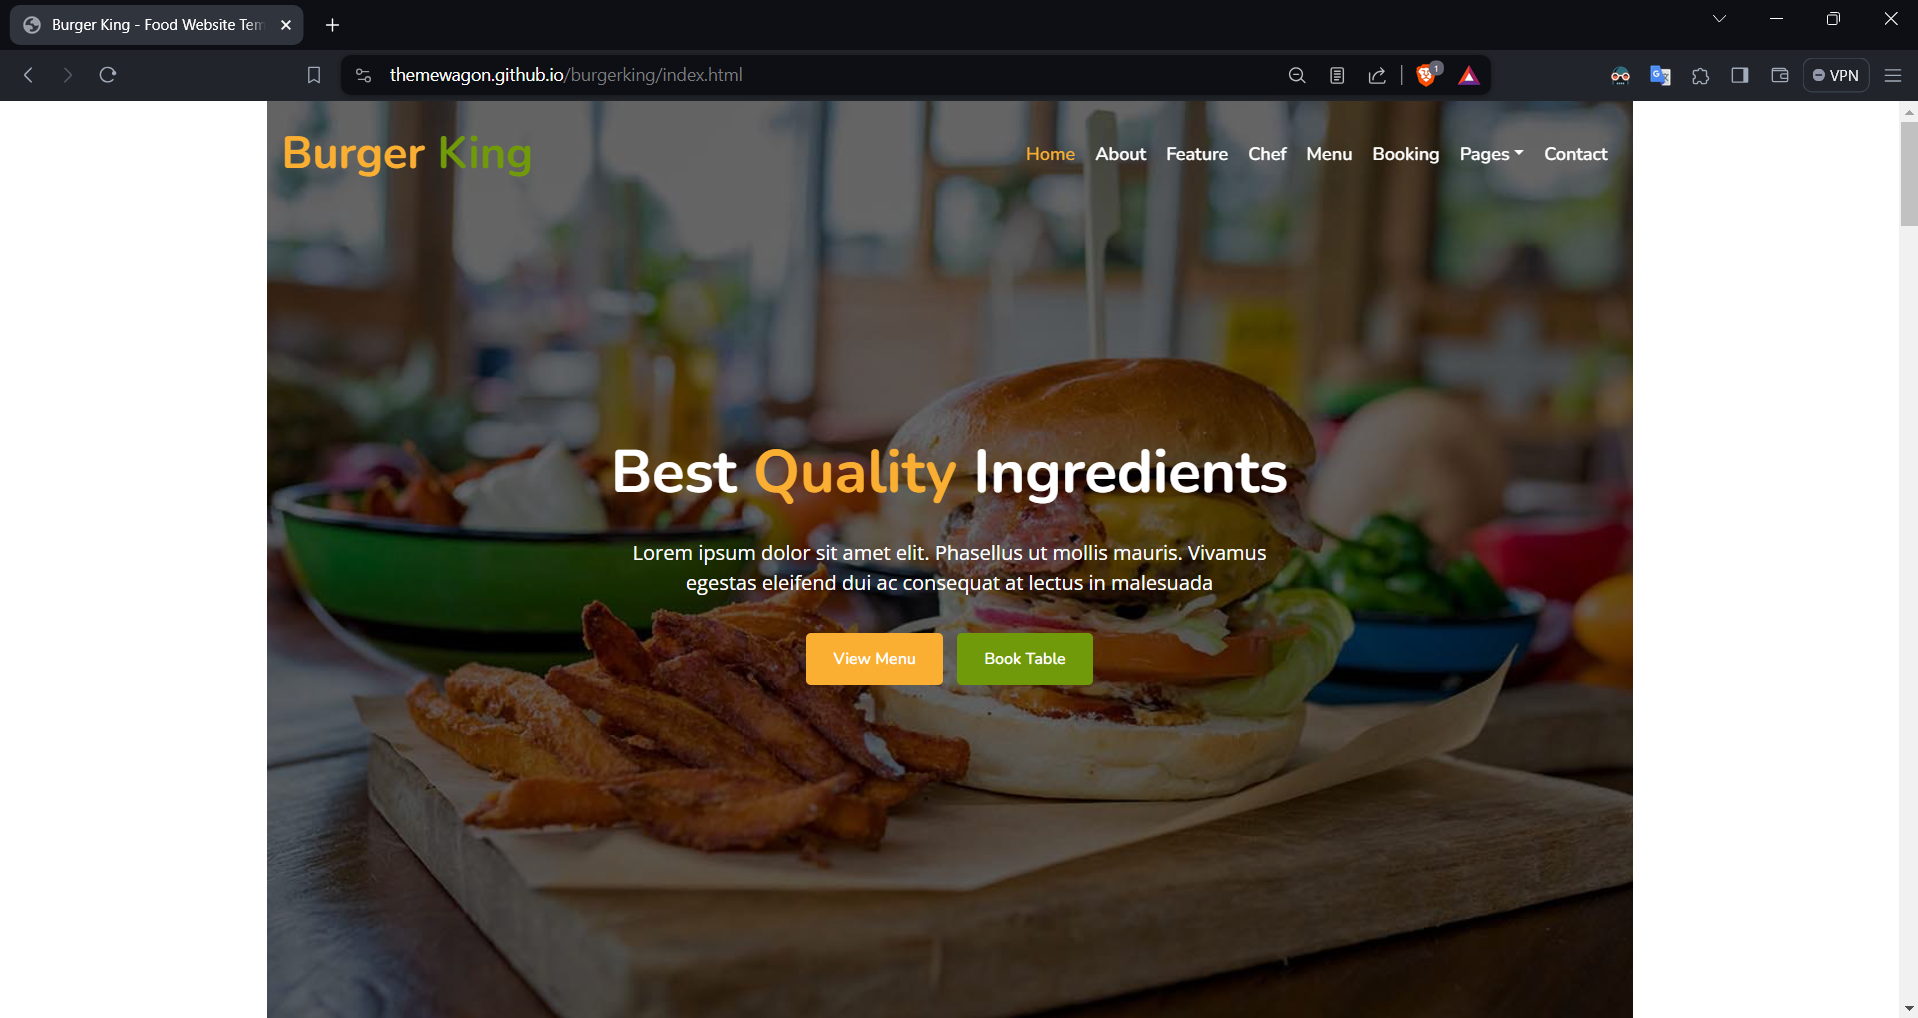 Burger King - Food Website Tem
themewagon.github.io/burgerking/index.html
1
VPN
Burger King
Home About Feature Chef Menu Booking Pages Contact
Best Quality Ingredients
Lorem ipsum dolor sit amet elit. Phasellus ut mollis mauris. Vivamus
egestas eleifend dui ac consequat at lectus in malesuada
View Menu Book Table